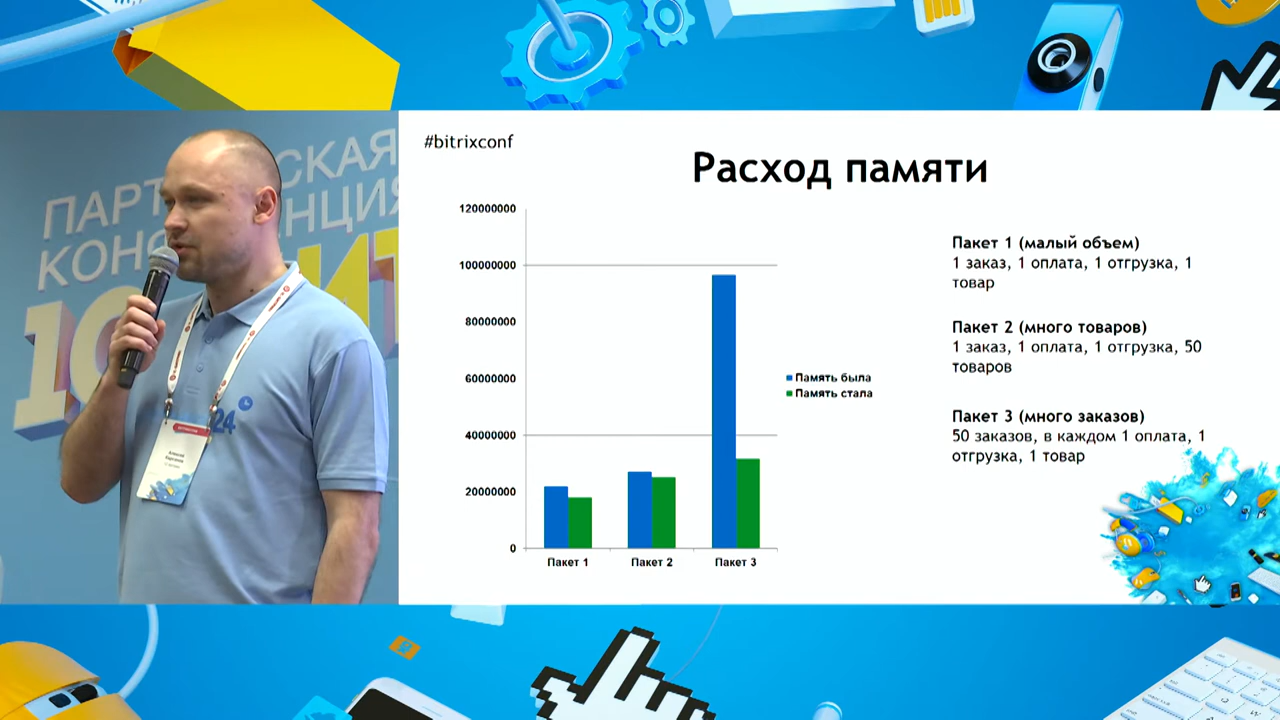 #bitrixconf
Расход памяти
120000000
100000000
80000000
60000000
40000000
20000000
0
Пакет 1
Пакет 2
Пакет 3
Память была
Память стала
Пакет 1 (малый объем)
1 заказ, 1 оплата, 1 отгрузка, 1
товар
Пакет 2 (много товаров)
1 заказ, 1 оплата, 1 отгрузка, 50
товаров
Пакет 3 (много заказов)
50 заказов, в каждом 1 оплата, 1
отгрузка, 1 товар
24
Алексей